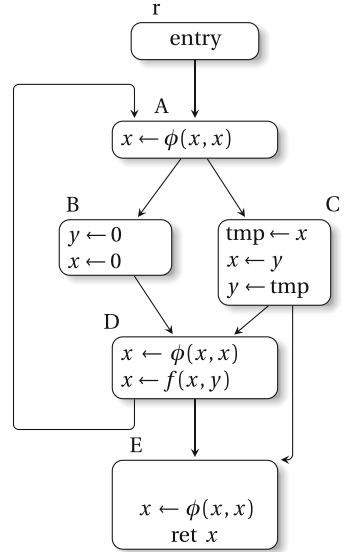 r
entry
A
x ← ϕ(x, x)
B
y ← 0
x ← 0
C
tmp ← x
x ← y
y ← tmp
D
x ← ϕ(x, x)
x ← f(x, y)
E
x ← ϕ(x, x)
ret x